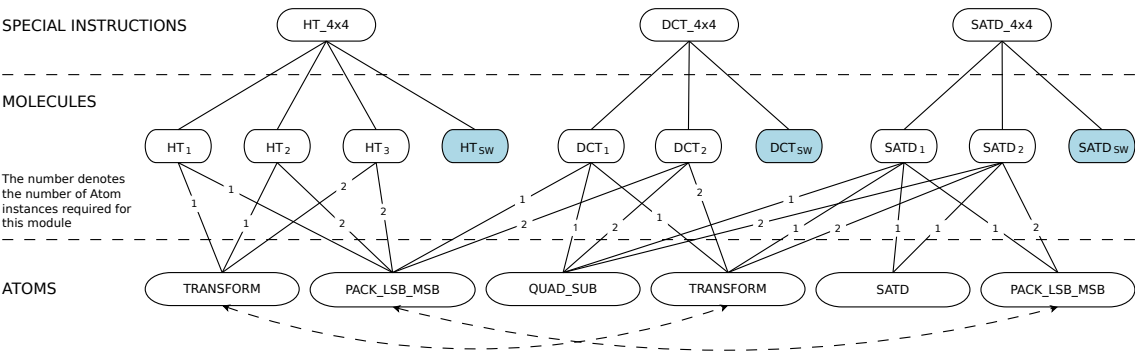 SPECIAL INSTRUCTIONS
HT_4x4
DCT_4x4
SATD_4x4
MOLECULES
HT1
HT2
HT3
HTSW
DCT1
DCT2
DCTSW
SATD1
SATD2
SATDSW
The number denotes
the number of Atom
instances required for
this module
1
1
1
2
2
2
1
2
1
2
1
2
1
2
1
2
1
1
1
2
ATOMS
TRANSFORM
PACK_LSB_MSB
QUAD_SUB
TRANSFORM
SATD
PACK_LSB_MSB